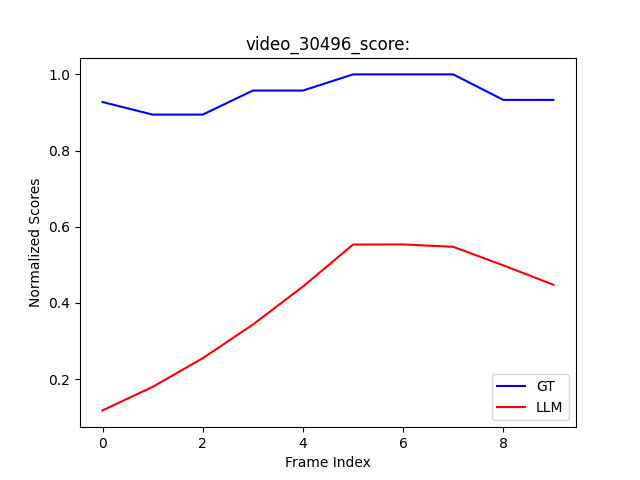 video_30496_score:
Normalized Scores
1.0
0.8
0.6
0.4
0.2
GT
LLM
0 2 4 6 8
Frame Index